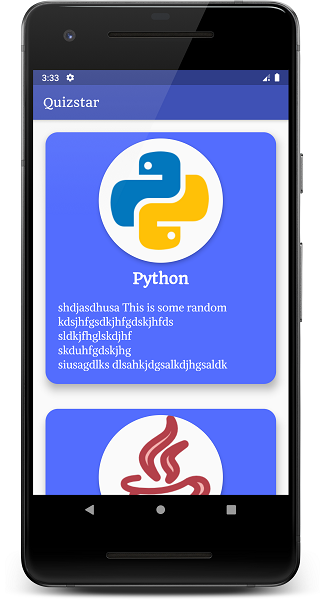 3:33
Quizstar
Python
shdjasdhusa This is some random
kdsjhfgsdkjhfgdskjhfds
sldkjfhglskdjhf
skduhfgdskjhg
siusagdlks dlsahkjdgsalkdjhgsaldk